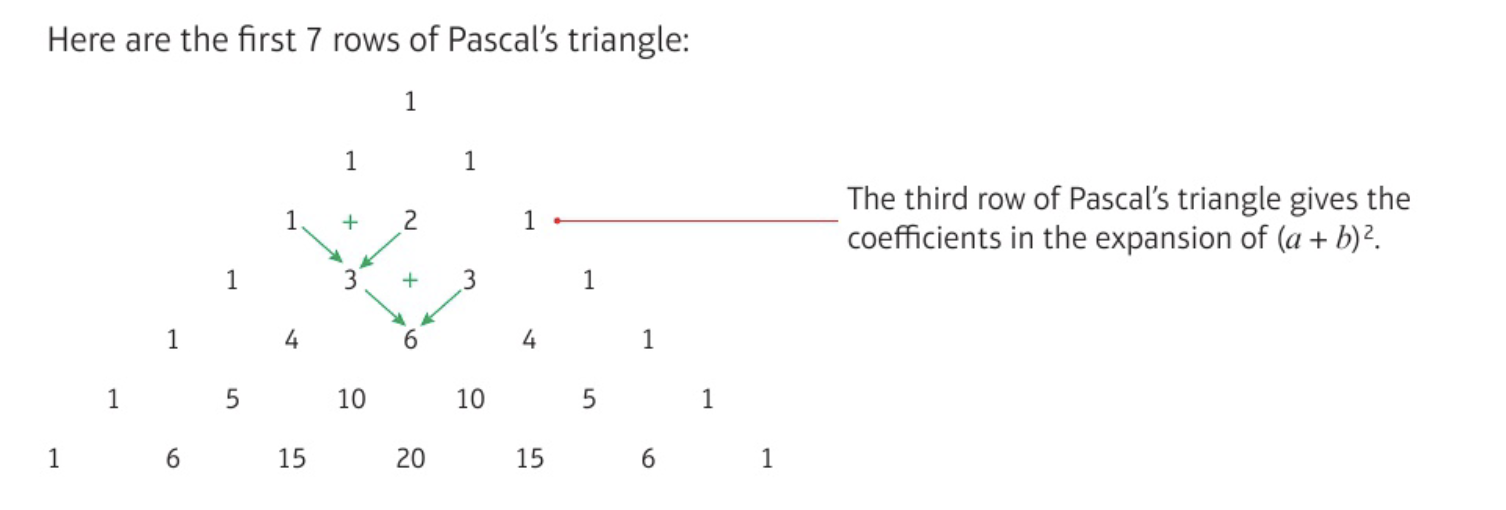 Here are the first 7 rows of Pascal's triangle:
1
1 1
1 + 2 1
The third row of Pascal's triangle gives the
coefficients in the expansion of (a + b)².
1 3 + 3 1
1 4 6 4 1
1 5 10 10 5 1
1 6 15 20 15 6 1